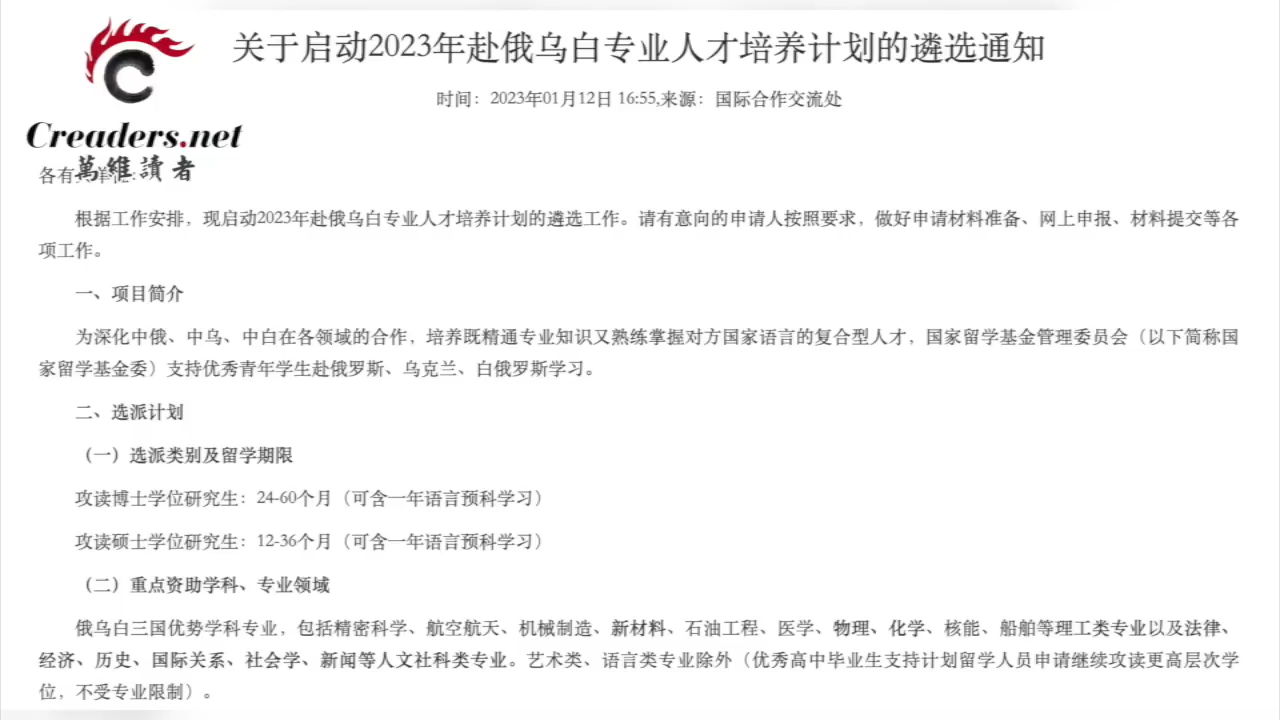 关于启动2023年赴俄乌白专业人才培养计划的遴选通知
时间：2023年01月12日 16:55,来源：国际合作交流处
Creaders.net
萬維讀者
各有
根据工作安排，现启动2023年赴俄乌白专业人才培养计划的遴选工作。请有意向的申请人按照要求，做好申请材料准备、网上申报、材料提交等各
项工作。
一、项目简介
为深化中俄、中乌、中白在各领域的合作，培养既精通专业知识又熟练掌握对方国家语言的复合型人才，国家留学基金管理委员会（以下简称国
家留学基金委）支持优秀青年学生赴俄罗斯、乌克兰、白俄罗斯学习。
二、选派计划
（一）选派类别及留学期限
攻读博士学位研究生：24-60个月（可含一年语言预科学习）
攻读硕士学位研究生：12-36个月（可含一年语言预科学习）
（二）重点资助学科、专业领域
俄乌白三国优势学科专业，包括精密科学、航空航天、机械制造、新材料、石油工程、医学、物理、化学、核能、船舶等理工类专业以及法律、
经济、历史、国际关系、社会学、新闻等人文社科类专业。艺术类、语言类专业除外（优秀高中毕业生支持计划留学人员申请继续攻读更高层次学
位，不受专业限制）。